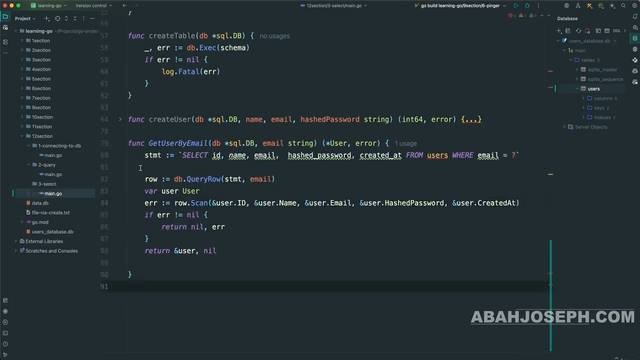 learning-go
Version control
12section/6-select/main.go
go build learning-go/9section/6-pinger
Project
Database
learning-go
1section
2section
3section
4section
5section
6section
7section
8section
9section
10section
11section
12section
1-connecting-to-db
main.go
2-query
main.go
3-select
main.go
data.db
file-via-create.txt
go.mod
users_database.db
External Libraries
Scratches and Consoles
}
func createTable(db *sql.DB) { no usages
_, err := db.Exec(schema)
if err != nil {
log.Fatal(err)
}
}
func createUser(db *sql.DB, name, email, hashedPassword string) (int64, error) {...}
func GetUserByEmail(db *sql.DB, email string) (*User, error) { 1 usage
stmt := `SELECT id, name, email, hashed_password, created_at FROM users WHERE email = ?`
row := db.QueryRow(stmt, email)
var user User
err := row.Scan(&user.ID, &user.Name, &user.Email, &user.HashedPassword, &user.CreatedAt)
if err != nil {
return nil, err
}
return &user, nil
}
91
users_database.db
main
tables
sqlite_master
sqlite_sequence
users
columns
keys
indexes
Server Objects
ABAHJOSEPH.COM